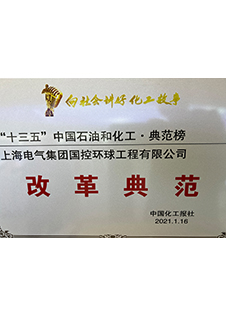 向社会讲好化工故事
“十三五”中国石油和化工·典范榜
上海电气集团国控环球工程有限公司
改革典范
中国化工报社
2021.1.16